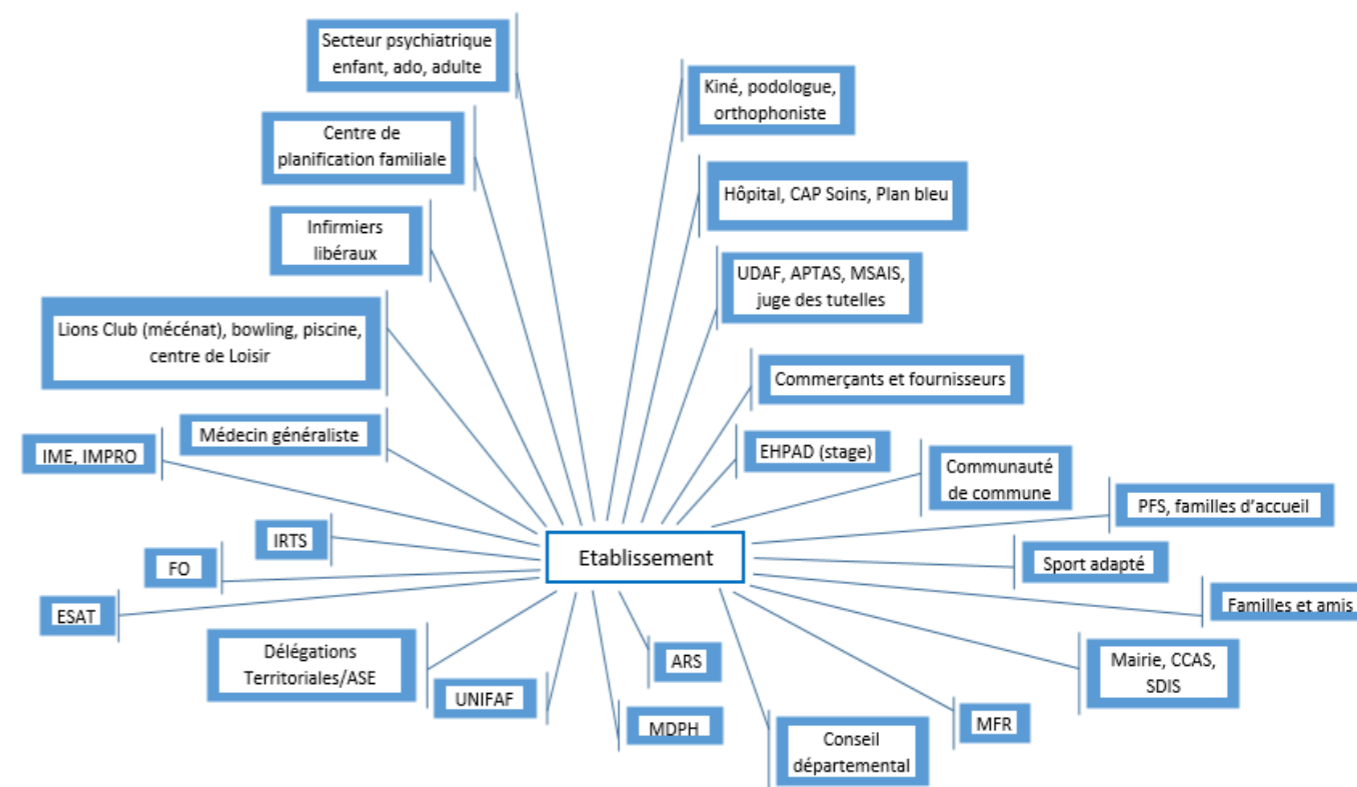 Secteur psychiatrique
enfant, ado, adulte
Kiné, podologue,
orthophoniste
Centre de
planification familiale
Hôpital, CAP Soins, Plan bleu
Infirmiers
libéraux
UDAF, APTAS, MSAIS,
juge des tutelles
Lions Club (mécénat), bowling, piscine,
centre de Loisir
Commerçants et fournisseurs
Médecin généraliste
IME, IMPRO
EHPAD (stage)
Communauté
de commune
PFS, familles d'accueil
IRTS
Etablissement
FO
Sport adapté
ESAT
Familles et amis
Délégations
Territoriales/ASE
ARS
Mairie, CCAS,
SDIS
UNIFAF
MDPH
MFR
Conseil
départemental